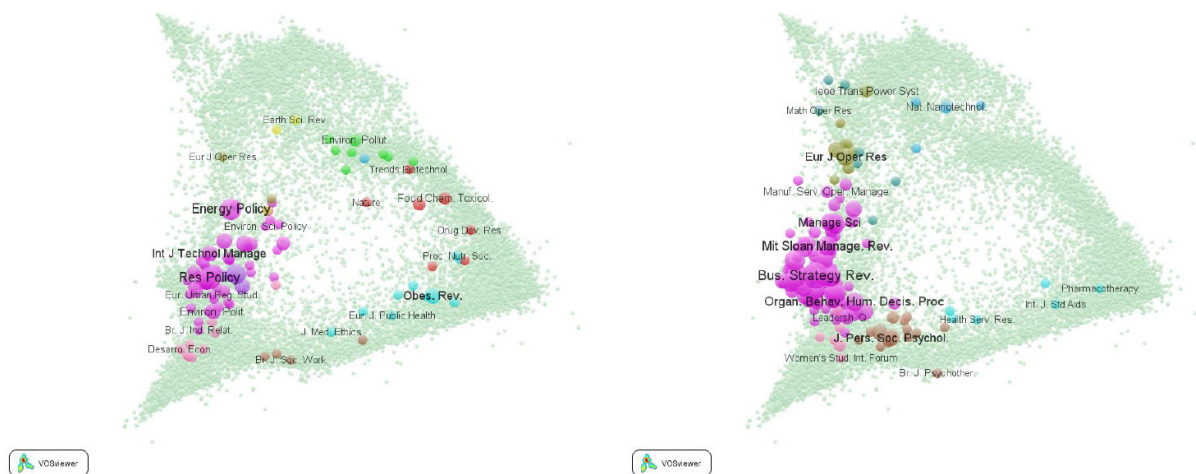 Earth Sci. Rev
Environ. Pollut.
Eur J Oper Res
Trends Biotechnol
Nature
Food Chem. Toxicol.
Energy Policy
Environ. Sci. Policy
Drug Dev. Res
Int J Technol Manage
Proc. Nutr. Soc.
Res Policy
Eur. Urban Reg. Stud.
Obes. Rev.
Environ. Polit
Eur. J. Public Health
Br. J. Ind. Relat.
J. Med. Ethics
Desarro. Econ.
Br. J. Soc. Work
VOSviewer
Ieee Trans Power Syst
Math Oper Res
Nat. Nanotechnol.
Eur J Oper Res
Manuf. Serv. Oper. Manage.
Manage Sci
Mit Sloan Manage. Rev.
Bus. Strategy Rev.
Pharmacotherapy
Organ. Behav. Hum. Decis. Proc
Int. J. Std Aids
Leadersh. Q.
Health Serv. Res.
J. Pers. Soc. Psychol.
Women's Stud. Int. Forum
Br. J. Psychother.
VOSviewer